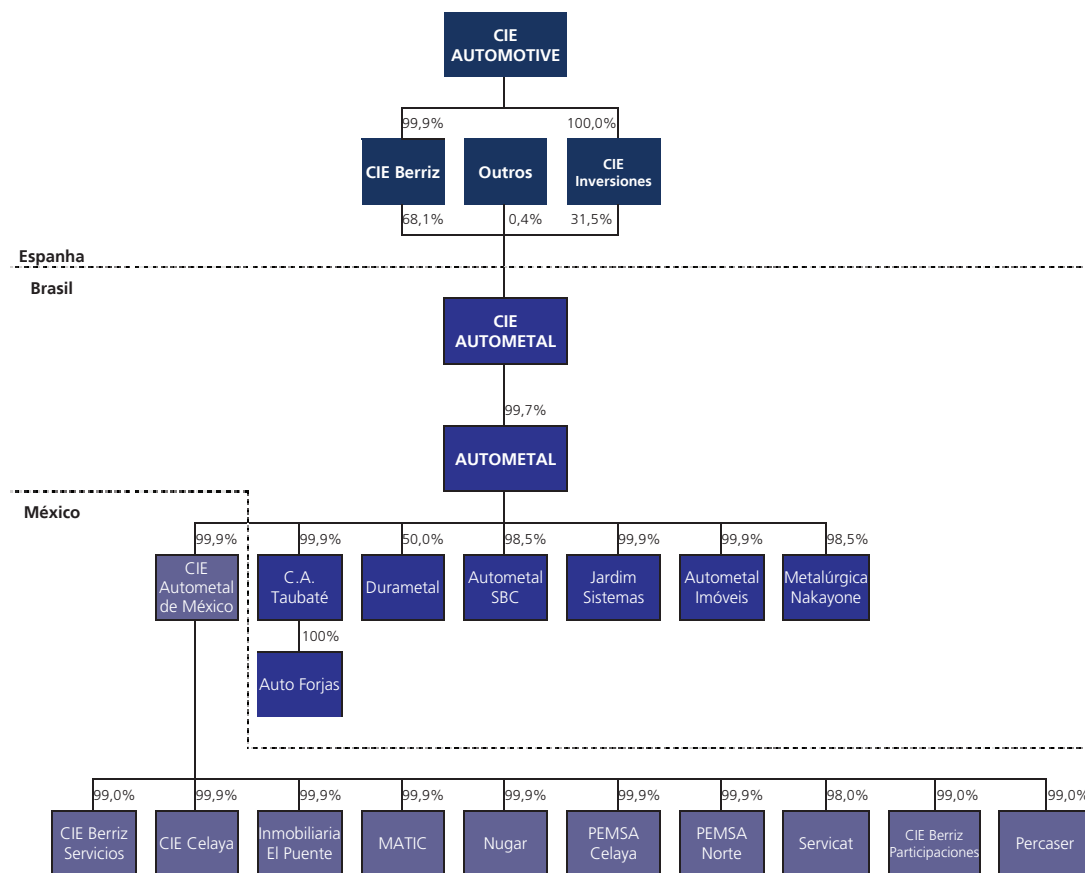 CIE
AUTOMOTIVE
99,9%
100,0%
CIE Berriz
Outros
CIE
Inversiones
68,1%
0,4%
31,5%
Espanha
Brasil
CIE
AUTOMETAL
99,7%
AUTOMETAL
México
99,9%
99,9%
50,0%
98,5%
99,9%
99,9%
98,5%
CIE
Autometal
de México
C.A.
Taubaté
Durametal
Autometal
SBC
Jardim
Sistemas
Autometal
Imóveis
Metalúrgica
Nakayone
100%
Auto Forjas
99,0%
99,9%
99,9%
99,9%
99,9%
99,9%
99,9%
98,0%
99,0%
99,0%
CIE Berriz
Servicios
CIE Celaya
Inmobiliaria
El Puente
MATIC
Nugar
PEMSA
Celaya
PEMSA
Norte
Servicat
CIE Berriz
Participaciones
Percaser